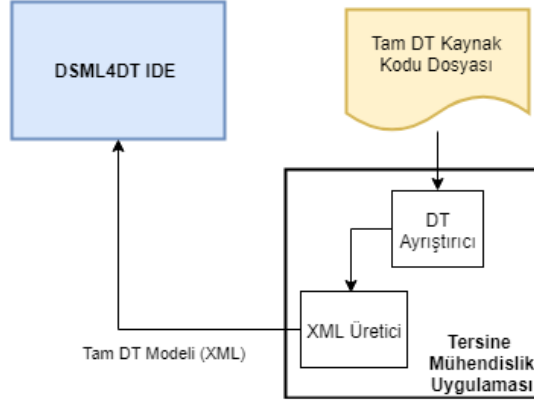 DSML4DT IDE
Tam DT Kaynak
Kodu Dosyası
DT
Ayrıştırıcı
XML Üretici
Tam DT Modeli (XML)
Tersine
Mühendislik
Uygulaması